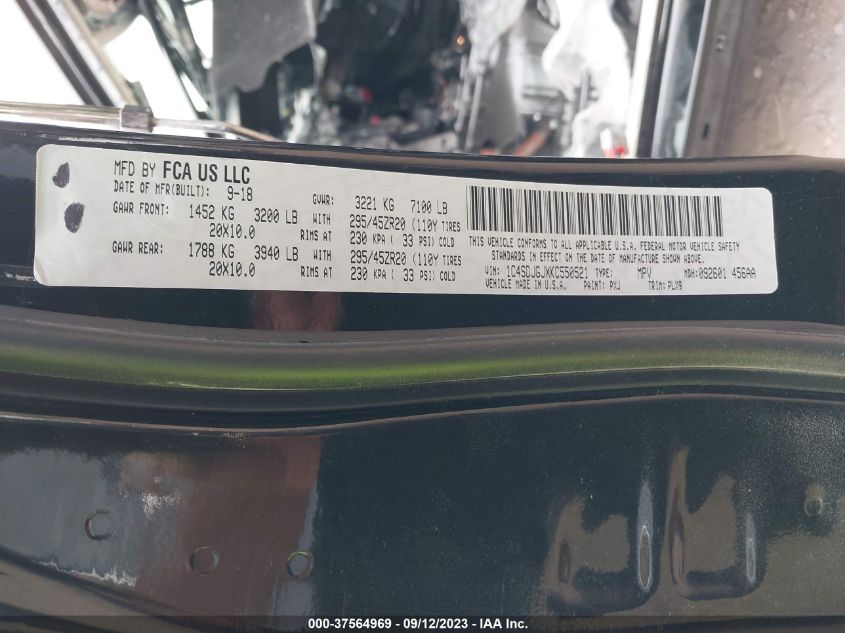 MFD BY FCA US LLC
DATE OF MFR(BUILT): 9-18 GVWR: 3221 KG 7100 LB
GAWR FRONT: 1452 KG 3200 LB WITH 295/45ZR20 (110Y TIRES
20X10.0 RIMS AT 230 KPA ( 33 PSI) COLD
GAWR REAR: 1788 KG 3940 LB WITH 295/45ZR20 (110Y TIRES
20X10.0 RIMS AT 230 KPA ( 33 PSI) COLD
THIS VEHICLE CONFORMS TO ALL APPLICABLE U.S.A. FEDERAL MOTOR VEHICLE SAFETY
STANDARDS IN EFFECT ON THE DATE OF MANUFACTURE SHOWN ABOVE.
VIN: 1C4SDJGJXKC550521 TYPE: MPV MDH: 092601 456AA
VEHICLE MADE IN U.S.A. PAINT: PXJ TRIM: PLX9
000-37564969 - 09/12/2023 - IAA Inc.